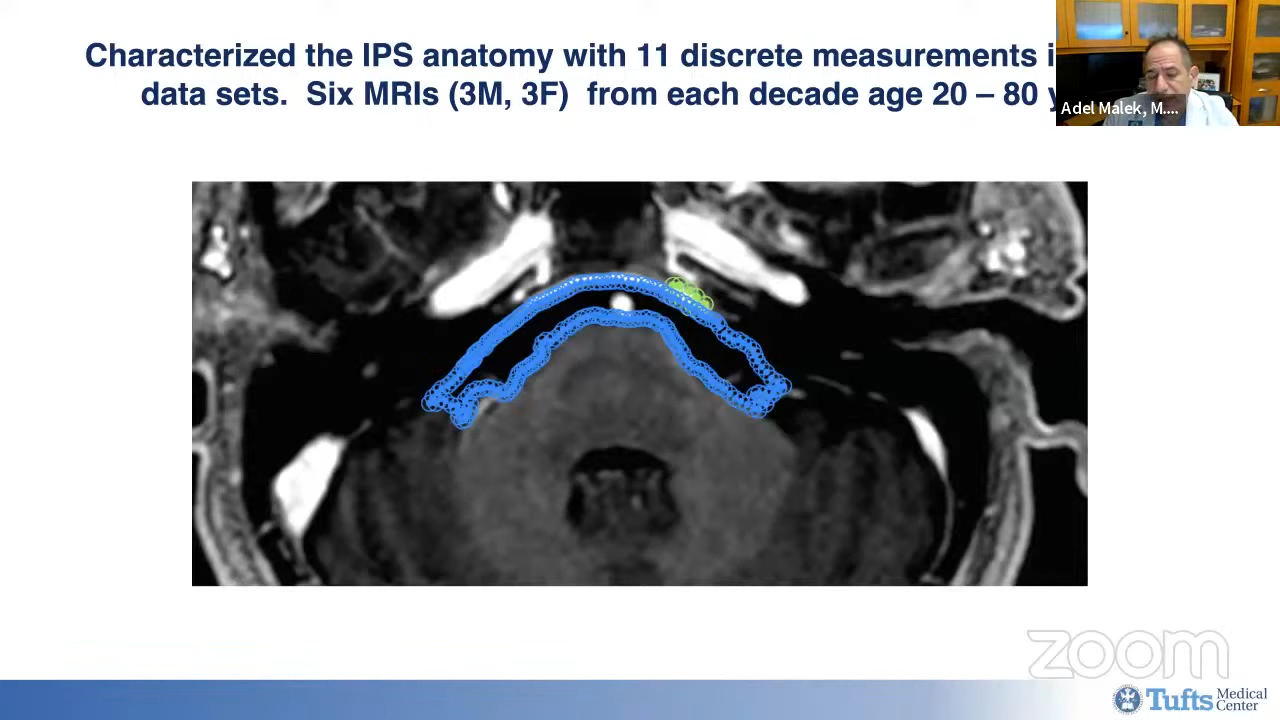 Characterized the IPS anatomy with 11 discrete measurements
data sets. Six MRIs (3M, 3F) from each decade age 20 – 80
Adel Malek, M....
zoom
Tufts Medical
Center